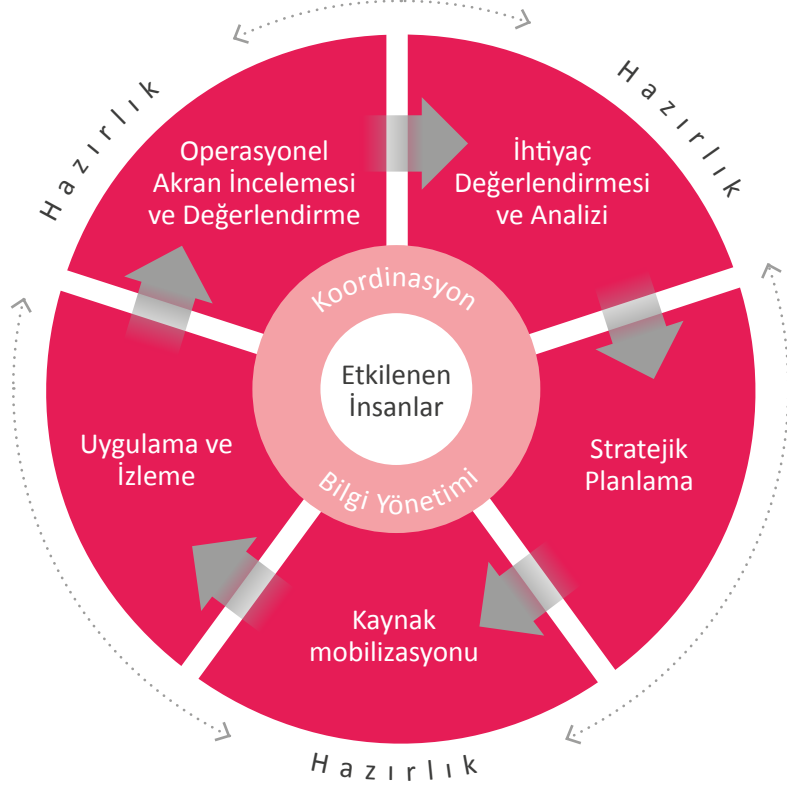 Hazırlık
Hazırlık
Operasyonel
Akran İncelemesi
ve Değerlendirme
İhtiyaç
Değerlendirmesi
ve Analizi
Koordinasyon
Etkilenen
İnsanlar
Bilgi Yönetimi
Uygulama ve
İzleme
Stratejik
Planlama
Kaynak
mobilizasyonu
Hazırlık